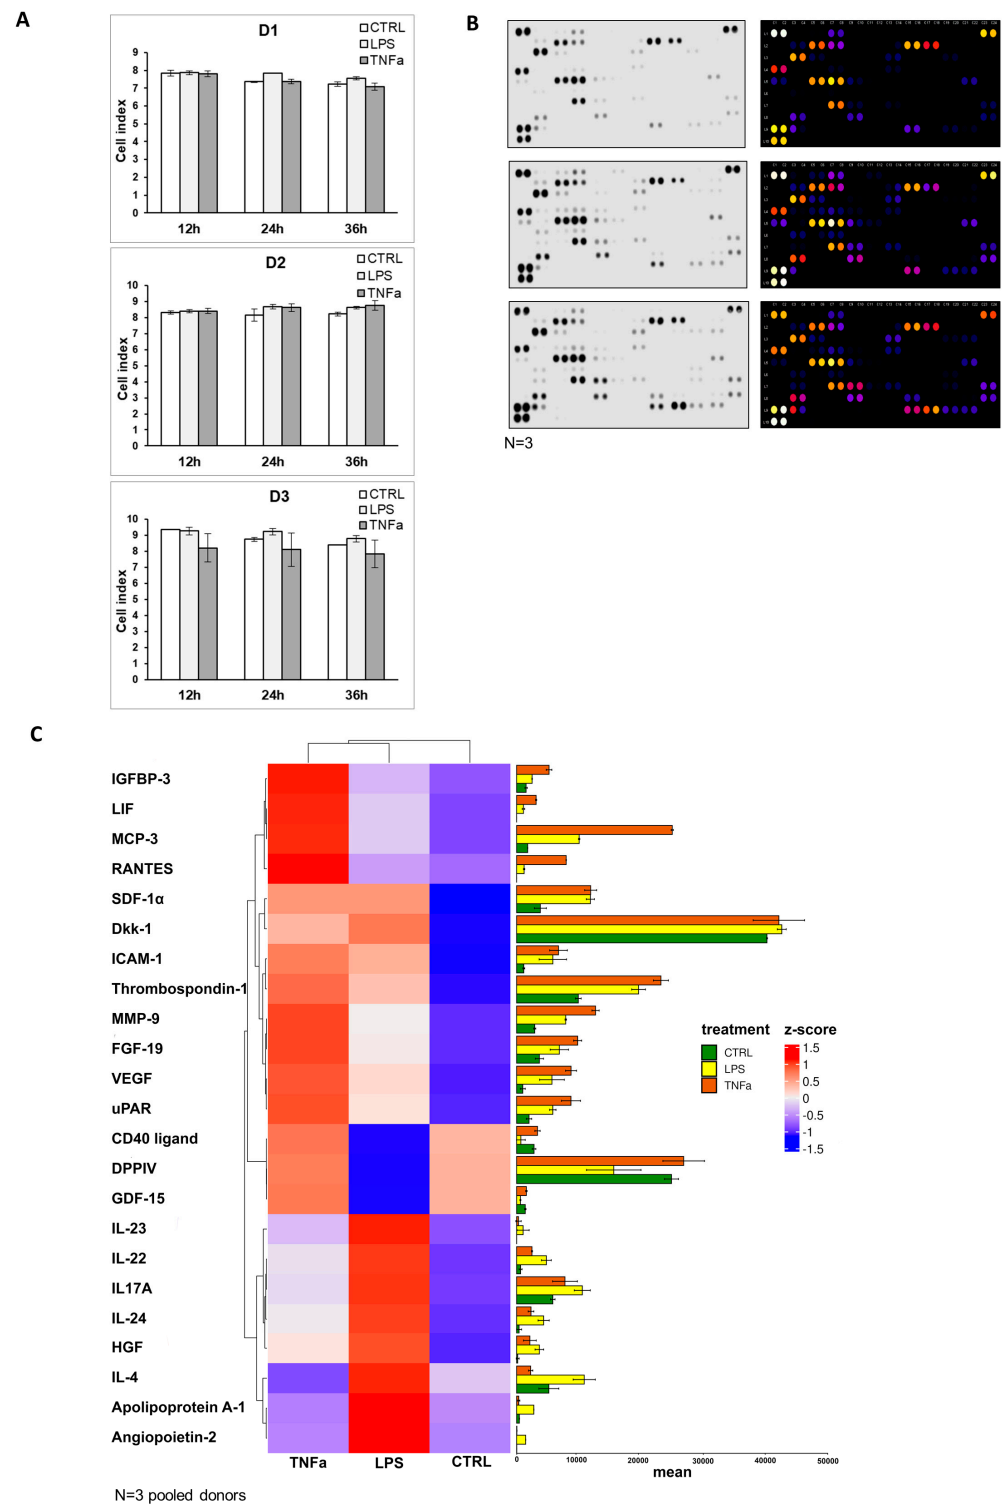 A
D1
CTRL
LPS
TNFa
Cell index
9
8
7
6
5
4
3
2
1
0
12h 24h 36h
D2
CTRL
LPS
TNFa
Cell index
10
9
8
7
6
5
4
3
2
1
0
12h 24h 36h
D3
CTRL
LPS
TNFa
Cell index
10
9
8
7
6
5
4
3
2
1
0
12h 24h 36h
B
N=3
C
IGFBP-3
LIF
MCP-3
RANTES
SDF-1α
Dkk-1
ICAM-1
Thrombospondin-1
MMP-9
FGF-19
VEGF
uPAR
CD40 ligand
DPPIV
GDF-15
IL-23
IL-22
IL17A
IL-24
HGF
IL-4
Apolipoprotein A-1
Angiopoietin-2
TNFa LPS CTRL
0 10000 20000 30000 40000 50000
mean
treatment
CTRL
LPS
TNFa
z-score
1.5
1
0.5
0
-0.5
-1
-1.5
N=3 pooled donors